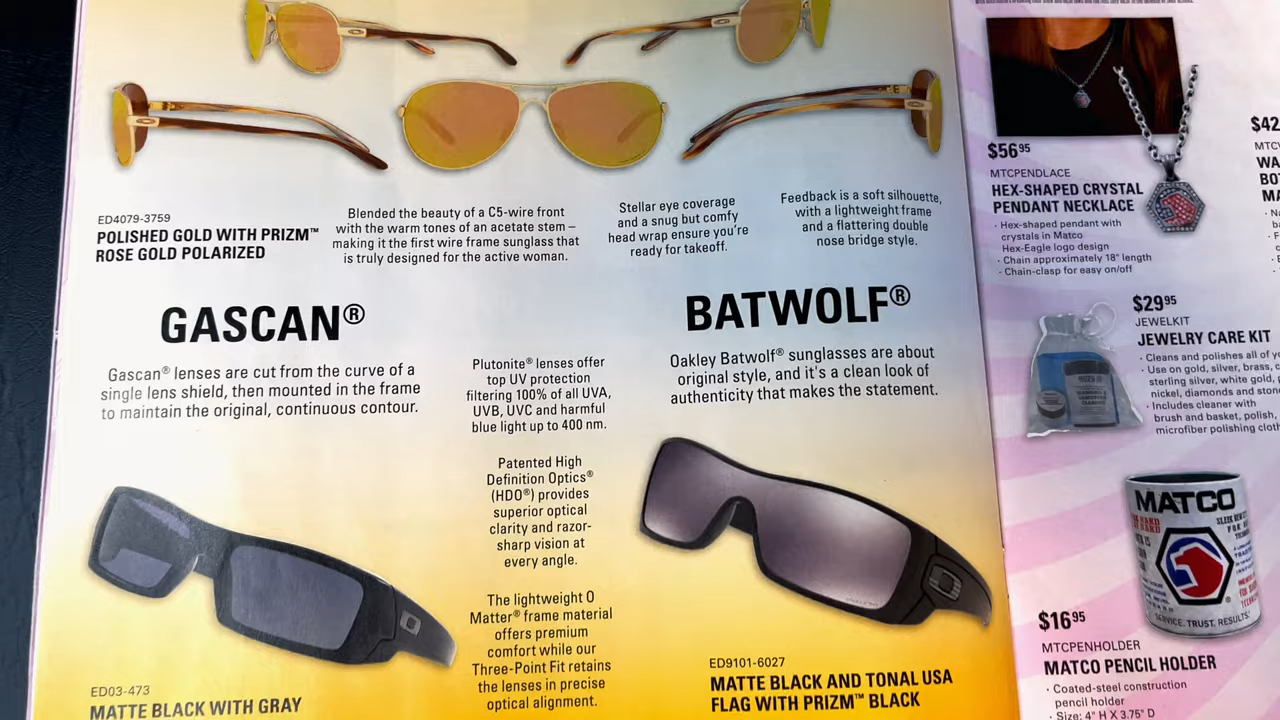 ED4079-3759
POLISHED GOLD WITH PRIZM™
ROSE GOLD POLARIZED
Blended the beauty of a C5-wire front
with the warm tones of an acetate stem –
making it the first wire frame sunglass that
is truly designed for the active woman.
Stellar eye coverage
and a snug but comfy
head wrap ensure you're
ready for takeoff.
Feedback is a soft silhouette,
with a lightweight frame
and a flattering double
nose bridge style.
GASCAN®
Gascan® lenses are cut from the curve of a
single lens shield, then mounted in the frame
to maintain the original, continuous contour.
Plutonite® lenses offer
top UV protection
filtering 100% of all UVA,
UVB, UVC and harmful
blue light up to 400 nm.
Patented High
Definition Optics®
(HDO®) provides
superior optical
clarity and razor-
sharp vision at
every angle.
The lightweight O
Matter® frame material
offers premium
comfort while our
Three-Point Fit retains
the lenses in precise
optical alignment.
BATWOLF®
Oakley Batwolf® sunglasses are about
original style, and it's a clean look of
authenticity that makes the statement.
ED03-473
MATTE BLACK WITH GRAY
ED9101-6027
MATTE BLACK AND TONAL USA
FLAG WITH PRIZM™ BLACK
$56 95
MTCPENDLACE
HEX-SHAPED CRYSTAL
PENDANT NECKLACE
· Hex-shaped pendant with
crystals in Matco
Hex-Eagle logo design
· Chain approximately 18" length
· Chain-clasp for easy on/off
$42
$29 95
JEWELKIT
JEWELRY CARE KIT
· Cleans and polishes all of
· Use on gold, silver, brass,
sterling silver, white gold,
nickel, diamonds and
· Includes cleaner with
brush and basket, polish,
microfiber polishing
MATCO
SERVICE. TRUST. RESULTS.
$16 95
MTCPENHOLDER
MATCO PENCIL HOLDER
· Coated-steel construction
pencil holder
· Size: 4" H X 3.75" D